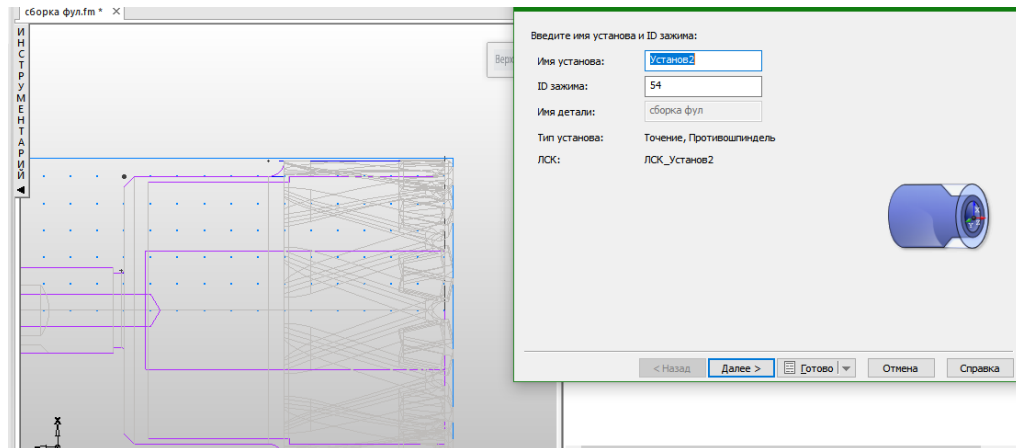 сборка фул.fm *
ИНСТРУМЕНТАРИЙ
Введите имя установа и ID зажима:
Имя установа: Установ2
ID зажима: 54
Имя детали: сборка фул
Тип установа: Точение, Противошпиндель
ЛСК: ЛСК_Установ2
< Назад Далее > Готово Отмена Справка